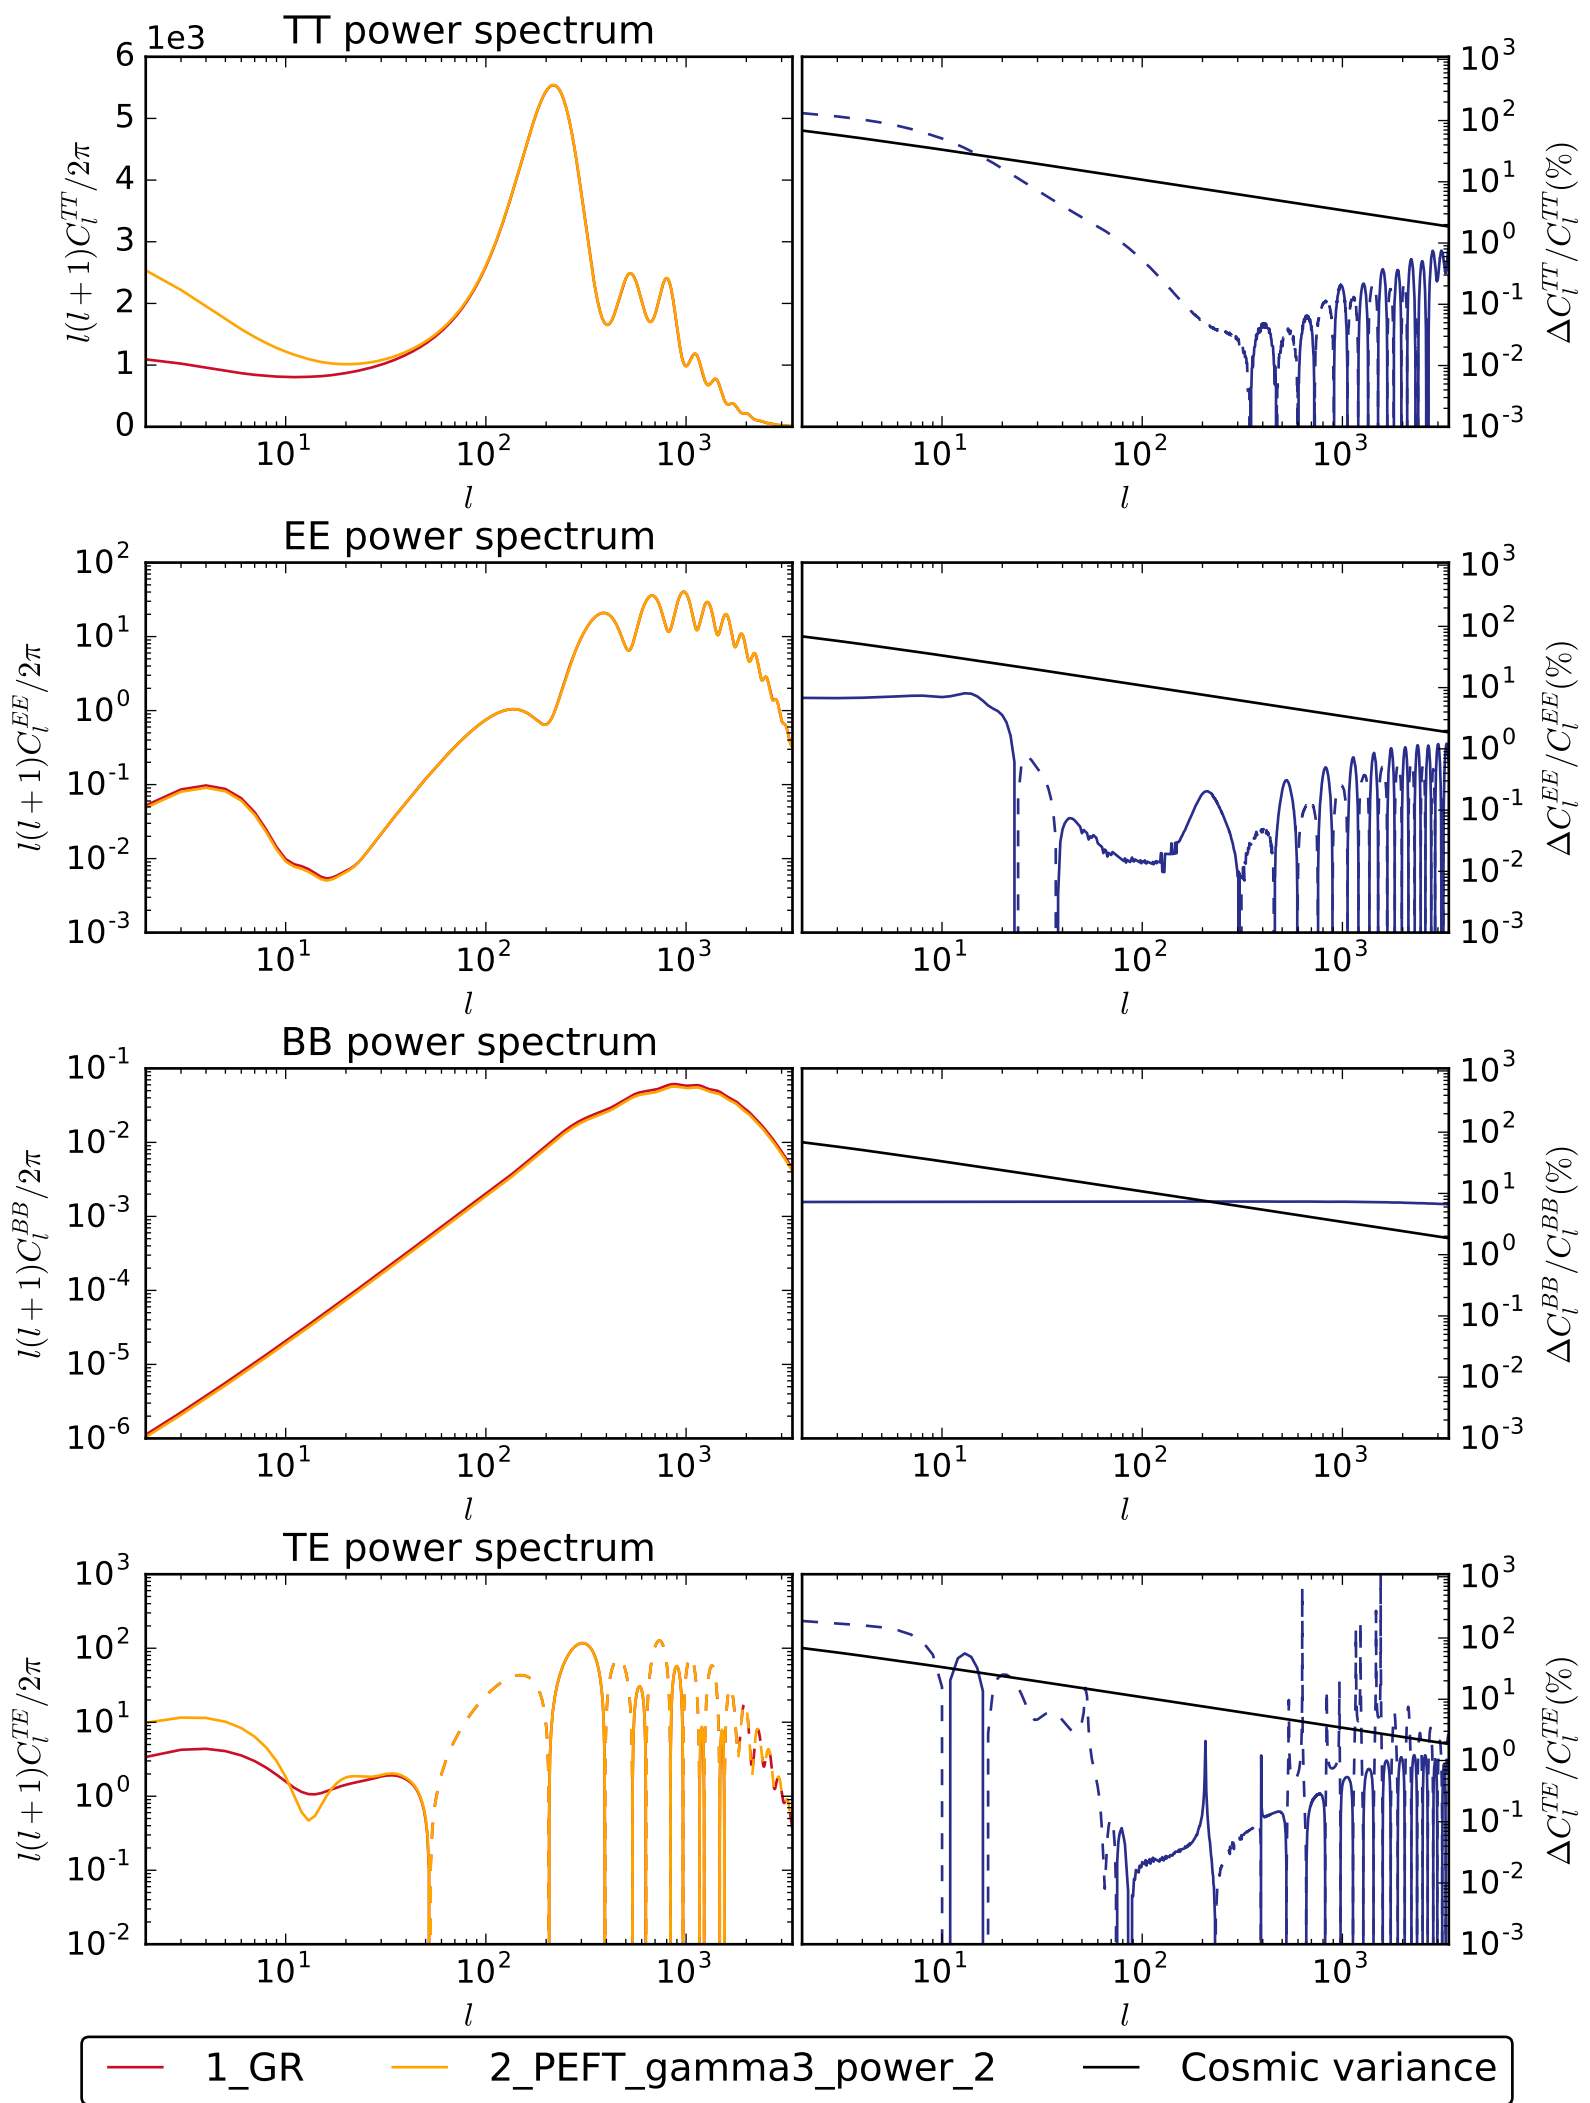 TT power spectrum
1e3
6
5
4
3
2
1
0
l(l+1)C_l^{TT}/2π
10^1 10^2 10^3
l
10^3
10^2
10^1
10^0
10^-1
10^-2
10^-3
ΔC_l^{TT}/C_l^{TT}(%)
10^1 10^2 10^3
l
EE power spectrum
10^2
10^1
10^0
10^-1
10^-2
10^-3
l(l+1)C_l^{EE}/2π
10^1 10^2 10^3
l
10^3
10^2
10^1
10^0
10^-1
10^-2
10^-3
ΔC_l^{EE}/C_l^{EE}(%)
10^1 10^2 10^3
l
BB power spectrum
10^-1
10^-2
10^-3
10^-4
10^-5
10^-6
l(l+1)C_l^{BB}/2π
10^1 10^2 10^3
l
10^3
10^2
10^1
10^0
10^-1
10^-2
10^-3
ΔC_l^{BB}/C_l^{BB}(%)
10^1 10^2 10^3
l
TE power spectrum
10^3
10^2
10^1
10^0
10^-1
10^-2
l(l+1)C_l^{TE}/2π
10^1 10^2 10^3
l
10^3
10^2
10^1
10^0
10^-1
10^-2
10^-3
ΔC_l^{TE}/C_l^{TE}(%)
10^1 10^2 10^3
l
1_GR 2_PEFT_gamma3_power_2 Cosmic variance